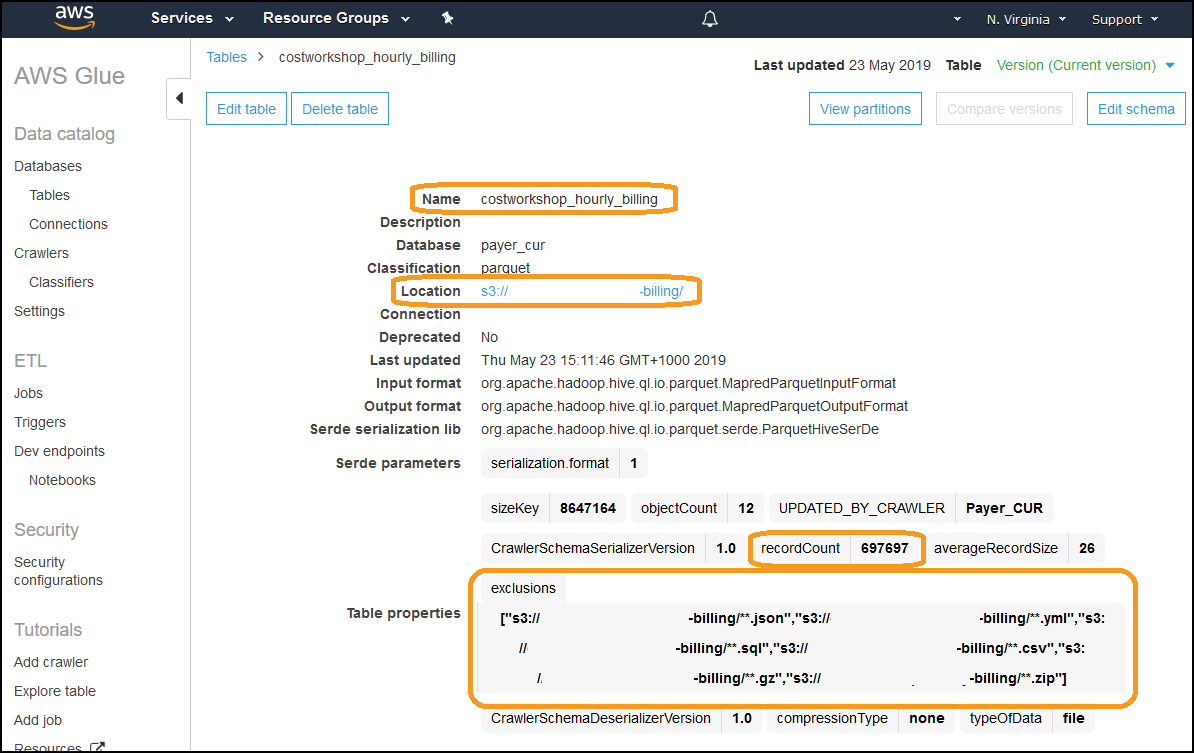 aws Services Resource Groups N. Virginia Support
AWS Glue
Data catalog
Databases
Tables
Connections
Crawlers
Classifiers
Settings
ETL
Jobs
Triggers
Dev endpoints
Notebooks
Security
Security
configurations
Tutorials
Add crawler
Explore table
Add job
Resources
Tables > costworkshop_hourly_billing
Last updated 23 May 2019 Table Version (Current version)
Edit table Delete table View partitions Compare versions Edit schema
Name costworkshop_hourly_billing
Description
Database payer_cur
Classification parquet
Location s3:// -billing/
Connection
Deprecated No
Last updated Thu May 23 15:11:46 GMT+1000 2019
Input format org.apache.hadoop.hive.ql.io.parquet.MapredParquetInputFormat
Output format org.apache.hadoop.hive.ql.io.parquet.MapredParquetOutputFormat
Serde serialization lib org.apache.hadoop.hive.ql.io.parquet.serde.ParquetHiveSerDe
Serde parameters serialization.format 1
sizeKey 8647164 objectCount 12 UPDATED_BY_CRAWLER Payer_CUR
CrawlerSchemaSerializerVersion 1.0 recordCount 697697 averageRecordSize 26
exclusions
Table properties
["s3:// -billing/**.json","s3:// -billing/**.yml","s3:
// -billing/**.sql","s3:// -billing/**.csv","s3:
/ -billing/**.gz","s3:// -billing/**.zip"]
CrawlerSchemaDeserializerVersion 1.0 compressionType none typeOfData file